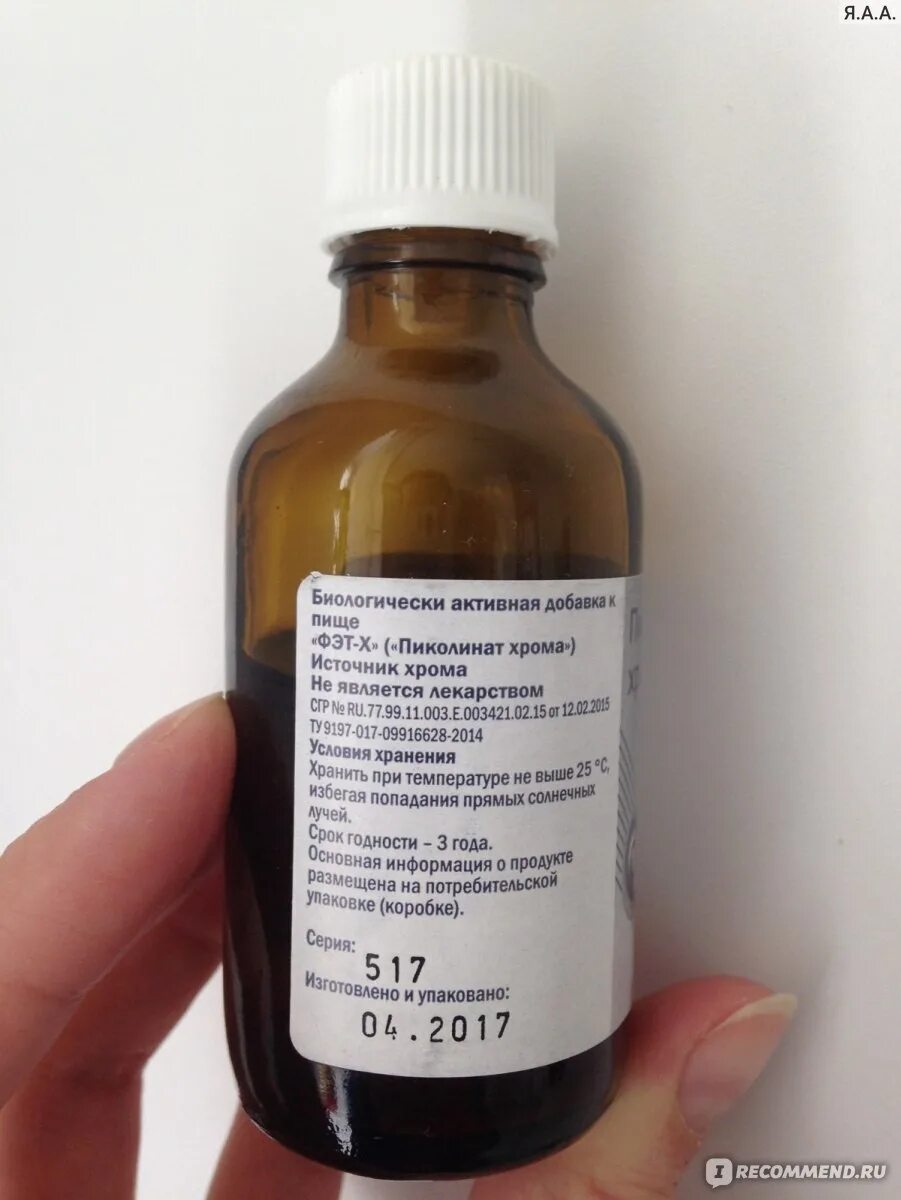 Я.А.А.
Биологически активная добавка к
пище
«ФЭТ-Х» («Пиколинат хрома»)
Источник хрома
Не является лекарством
СГР № RU.77.99.11.003.Е.003421.02.15 от 12.02.2015
ТУ 9197-017-09916628-2014
Условия хранения
Хранить при температуре не выше 25 °С,
избегая попадания прямых солнечных
лучей.
Срок годности – 3 года.
Основная информация о продукте
размещена на потребительской
упаковке (коробке).
Серия:
517
Изготовлено и упаковано:
04.2017
IRECOMMEND.RU